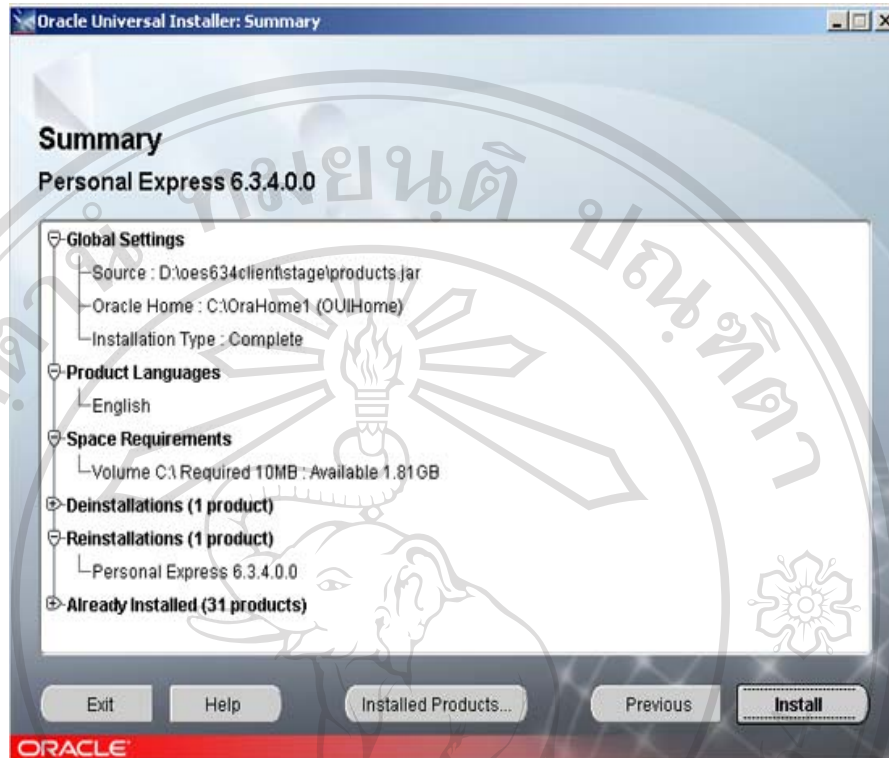 Oracle Universal Installer: Summary
Summary
Personal Express 6.3.4.0.0
Global Settings
Source : D:\oes634client\stage\products.jar
Oracle Home : C:\OraHome1 (OUIHome)
Installation Type : Complete
Product Languages
English
Space Requirements
Volume C:\ Required 10MB : Available 1.81GB
Deinstallations (1 product)
Reinstallations (1 product)
Personal Express 6.3.4.0.0
Already Installed (31 products)
Exit Help Installed Products... Previous Install
ORACLE